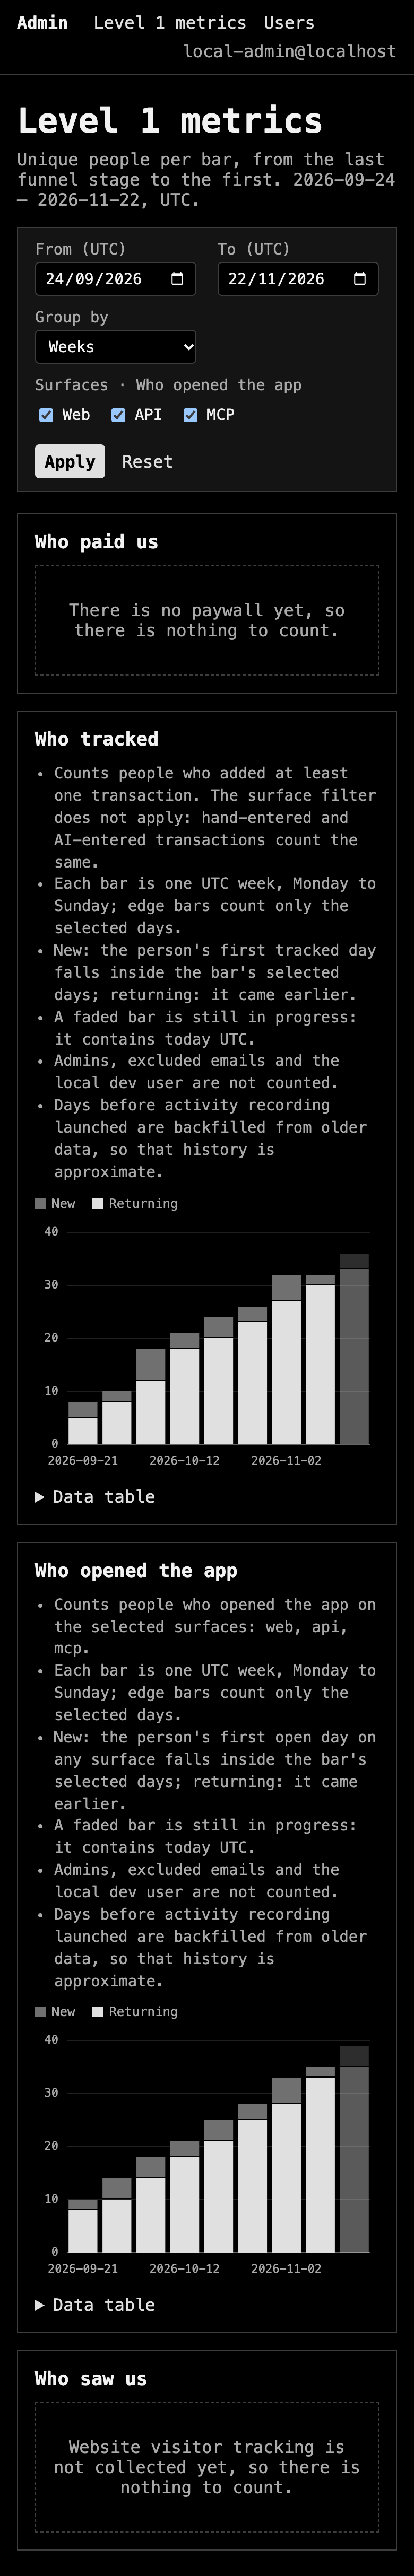 Admin Level 1 metrics Users
local-admin@localhost
Level 1 metrics
Unique people per bar, from the last
funnel stage to the first. 2026-09-24
— 2026-11-22, UTC.
From (UTC) To (UTC)
24/09/2026 22/11/2026
Group by
Weeks
Surfaces · Who opened the app
Web API MCP
Apply Reset
Who paid us
There is no paywall yet, so
there is nothing to count.
Who tracked
• Counts people who added at least
one transaction. The surface filter
does not apply: hand-entered and
AI-entered transactions count the
same.
• Each bar is one UTC week, Monday to
Sunday; edge bars count only the
selected days.
• New: the person's first tracked day
falls inside the bar's selected
days; returning: it came earlier.
• A faded bar is still in progress:
it contains today UTC.
• Admins, excluded emails and the
local dev user are not counted.
• Days before activity recording
launched are backfilled from older
data, so that history is
approximate.
New Returning
40
30
20
10
0
2026-09-21 2026-10-12 2026-11-02
▶ Data table
Who opened the app
• Counts people who opened the app on
the selected surfaces: web, api,
mcp.
• Each bar is one UTC week, Monday to
Sunday; edge bars count only the
selected days.
• New: the person's first open day on
any surface falls inside the bar's
selected days; returning: it came
earlier.
• A faded bar is still in progress:
it contains today UTC.
• Admins, excluded emails and the
local dev user are not counted.
• Days before activity recording
launched are backfilled from older
data, so that history is
approximate.
New Returning
40
30
20
10
0
2026-09-21 2026-10-12 2026-11-02
▶ Data table
Who saw us
Website visitor tracking is
not collected yet, so there is
nothing to count.